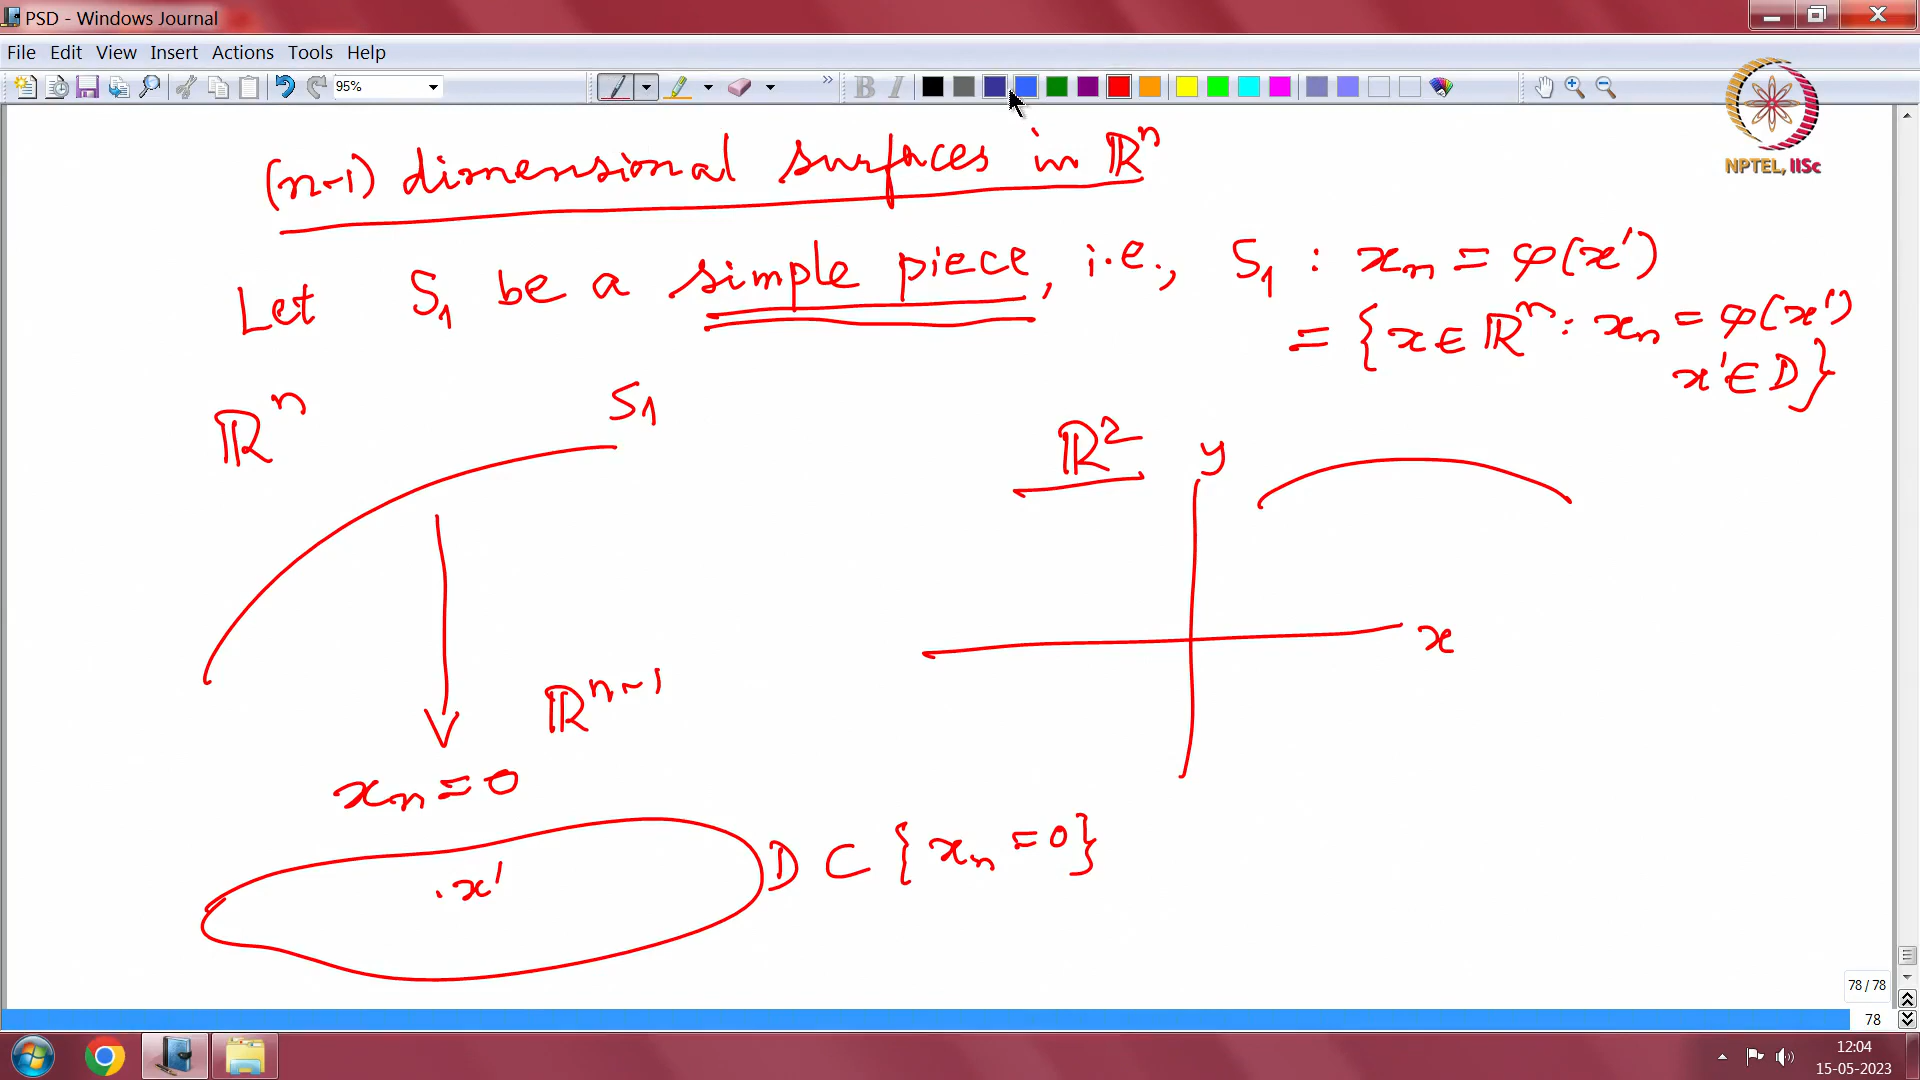 PSD - Windows Journal
File Edit View Insert Actions Tools Help
95%
B I
NPTEL, IISc
(n-1) dimensional surfaces in ℝⁿ
Let S₁ be a simple piece, i.e., S₁ : xₙ = φ(x′)
= {x ∈ ℝⁿ : xₙ = φ(x′)
x′ ∈ D}
ℝⁿ
S₁
ℝ²
y
x
ℝⁿ⁻¹
xₙ = 0
D ⊂ {xₙ = 0}
. x′
78 / 78
78
12:04
15-05-2023